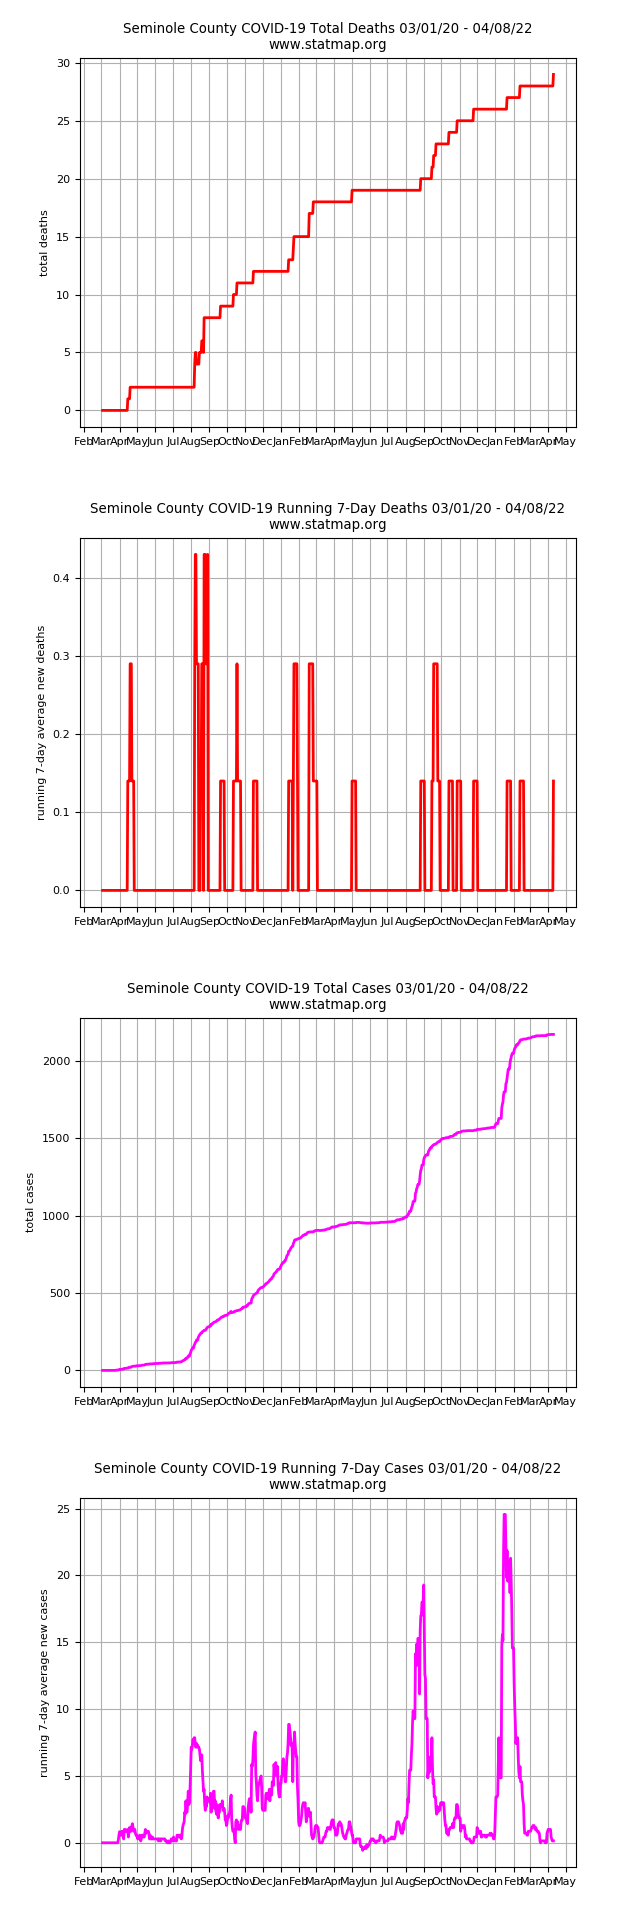 Seminole County COVID-19 Total Deaths 03/01/20 - 04/08/22
www.statmap.org
30
25
20
15
10
5
0
total deaths
Feb Mar Apr May Jun Jul Aug Sep Oct Nov Dec Jan Feb Mar Apr May Jun Jul Aug Sep Oct Nov Dec Jan Feb Mar Apr May
Seminole County COVID-19 Running 7-Day Deaths 03/01/20 - 04/08/22
www.statmap.org
0.4
0.3
0.2
0.1
0.0
running 7-day average new deaths
Feb Mar Apr May Jun Jul Aug Sep Oct Nov Dec Jan Feb Mar Apr May Jun Jul Aug Sep Oct Nov Dec Jan Feb Mar Apr May
Seminole County COVID-19 Total Cases 03/01/20 - 04/08/22
www.statmap.org
2000
1500
1000
500
0
total cases
Feb Mar Apr May Jun Jul Aug Sep Oct Nov Dec Jan Feb Mar Apr May Jun Jul Aug Sep Oct Nov Dec Jan Feb Mar Apr May
Seminole County COVID-19 Running 7-Day Cases 03/01/20 - 04/08/22
www.statmap.org
25
20
15
10
5
0
running 7-day average new cases
Feb Mar Apr May Jun Jul Aug Sep Oct Nov Dec Jan Feb Mar Apr May Jun Jul Aug Sep Oct Nov Dec Jan Feb Mar Apr May